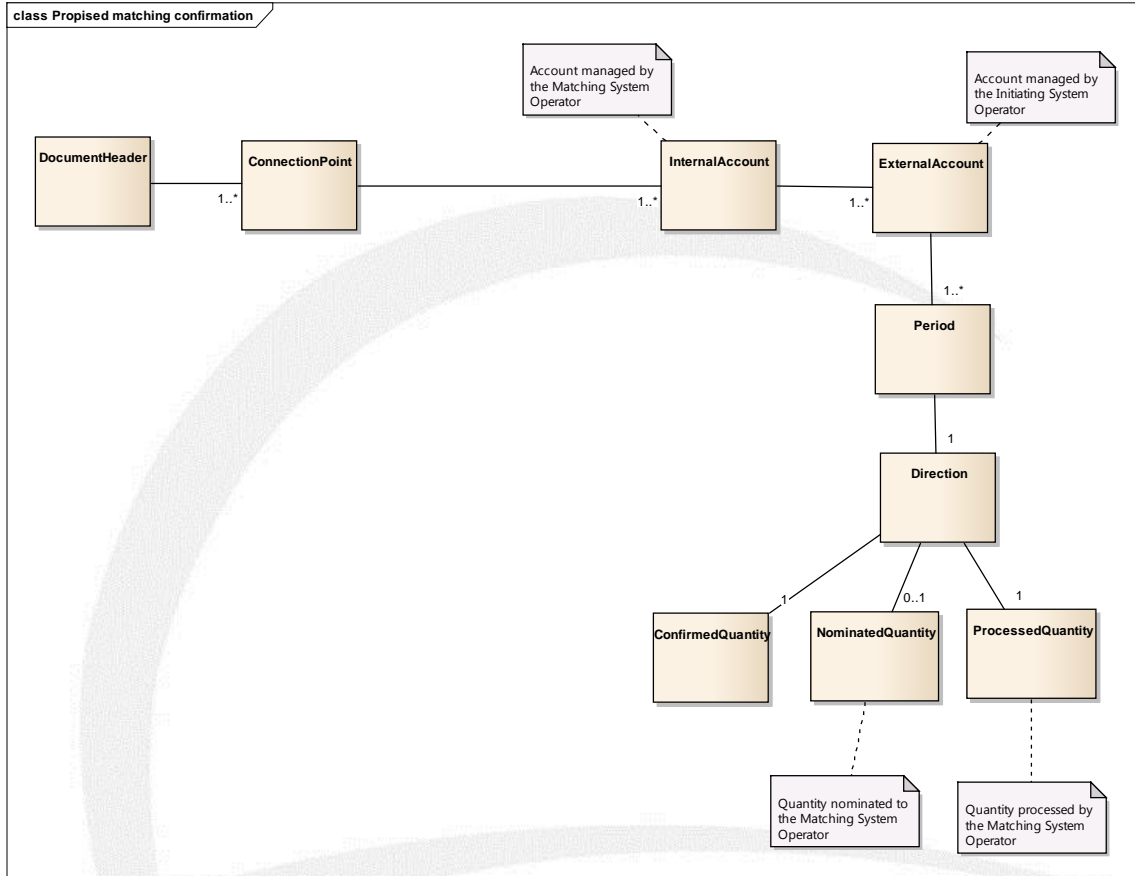 class Propised matching confirmation
Account managed by
the Matching System
Operator
Account managed by
the Initiating System
Operator
DocumentHeader
ConnectionPoint
InternalAccount
ExternalAccount
1..*
1..*
1..*
1..*
Period
1
Direction
1
0..1
1
ConfirmedQuantity
NominatedQuantity
ProcessedQuantity
Quantity nominated to
the Matching System
Operator
Quantity processed by
the Matching System
Operator